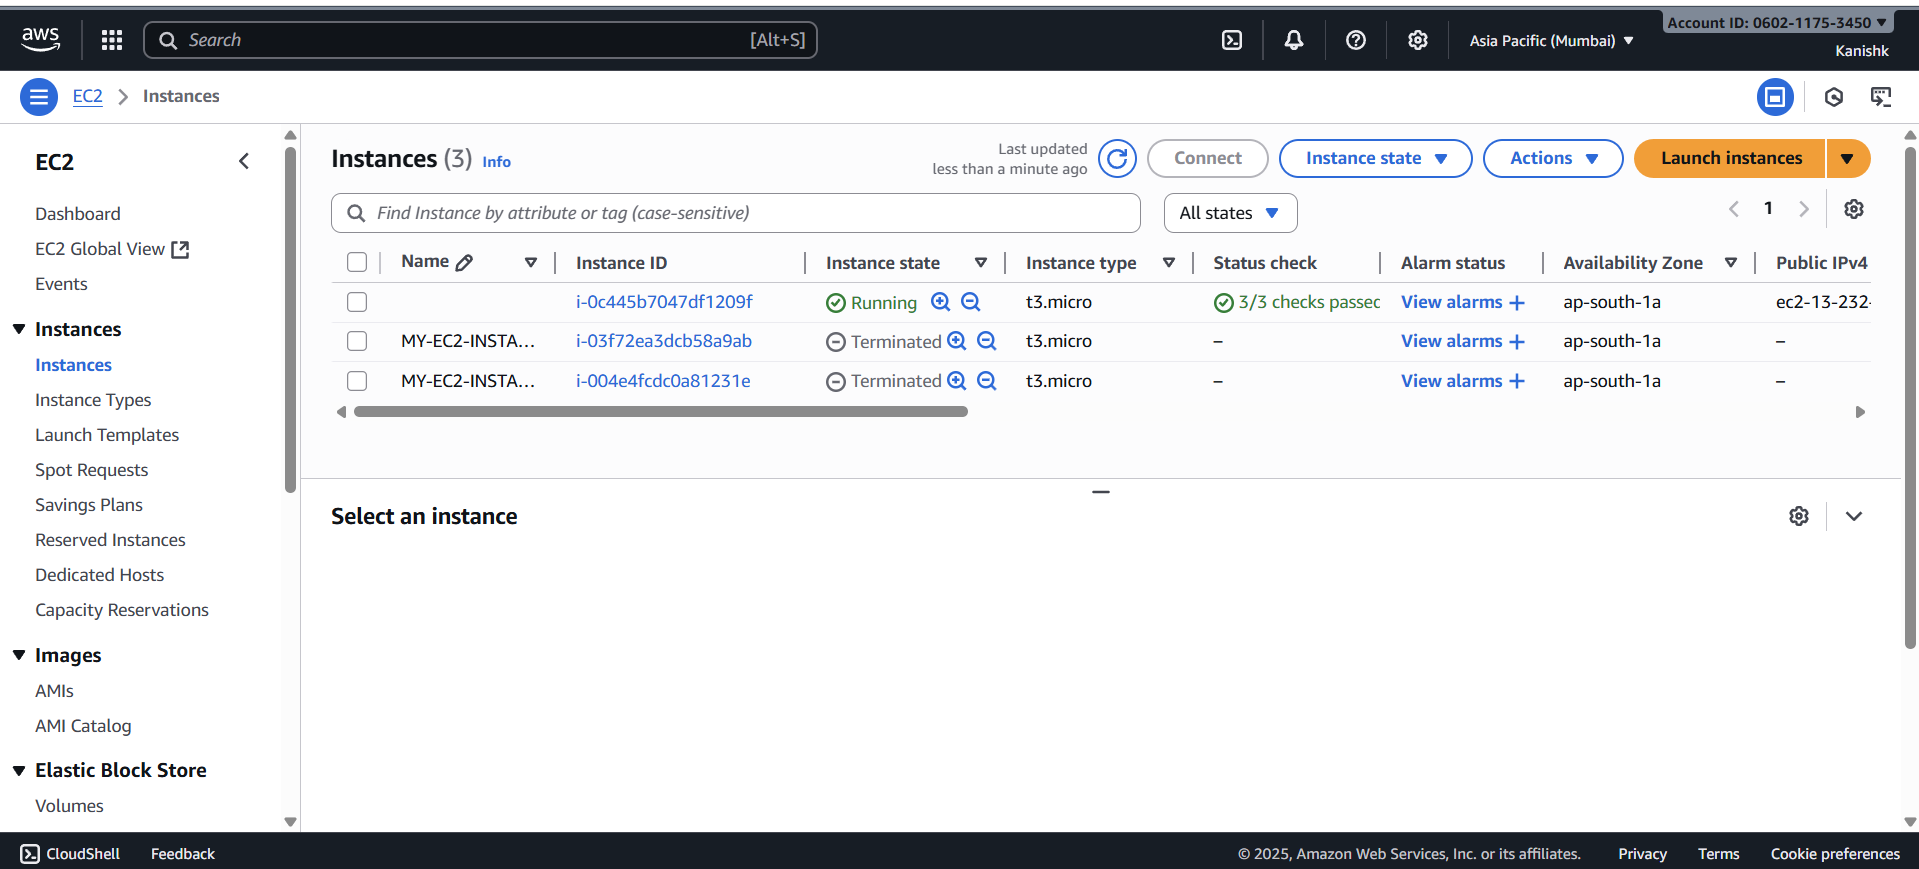 aws
Search [Alt+S]
Asia Pacific (Mumbai)
Account ID: 0602-1175-3450
Kanishk
EC2 Instances
EC2
Dashboard
EC2 Global View
Events
Instances
Instances
Instance Types
Launch Templates
Spot Requests
Savings Plans
Reserved Instances
Dedicated Hosts
Capacity Reservations
Images
AMIs
AMI Catalog
Elastic Block Store
Volumes
Instances (3) Info
Last updated
less than a minute ago
Connect
Instance state
Actions
Launch instances
Find Instance by attribute or tag (case-sensitive)
All states
1
Name Instance ID Instance state Instance type Status check Alarm status Availability Zone Public IPv4
i-0c445b7047df1209f Running t3.micro 3/3 checks passed View alarms + ap-south-1a ec2-13-232-
MY-EC2-INSTA... i-03f72ea3dcb58a9ab Terminated t3.micro – View alarms + ap-south-1a –
MY-EC2-INSTA... i-004e4fcdc0a81231e Terminated t3.micro – View alarms + ap-south-1a –
Select an instance
CloudShell Feedback © 2025, Amazon Web Services, Inc. or its affiliates. Privacy Terms Cookie preferences